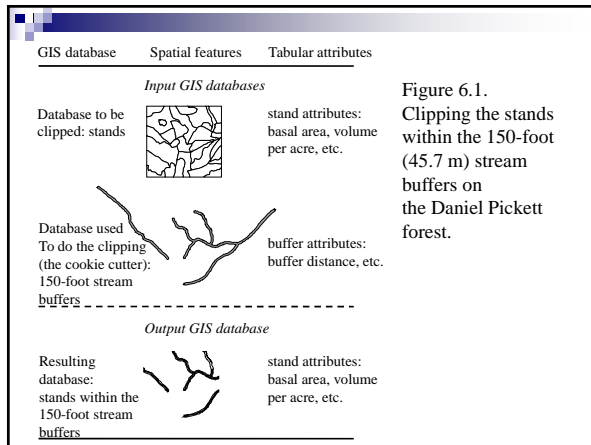 GIS database Spatial features Tabular attributes
Input GIS databases
Database to be
clipped: stands
stand attributes:
basal area, volume
per acre, etc.
Database used
To do the clipping
(the cookie cutter):
150-foot stream
buffers
buffer attributes:
buffer distance, etc.
Output GIS database
Resulting
database:
stands within the
150-foot stream
buffers
stand attributes:
basal area, volume
per acre, etc.
Figure 6.1.
Clipping the stands
within the 150-foot
(45.7 m) stream
buffers on
the Daniel Pickett
forest.